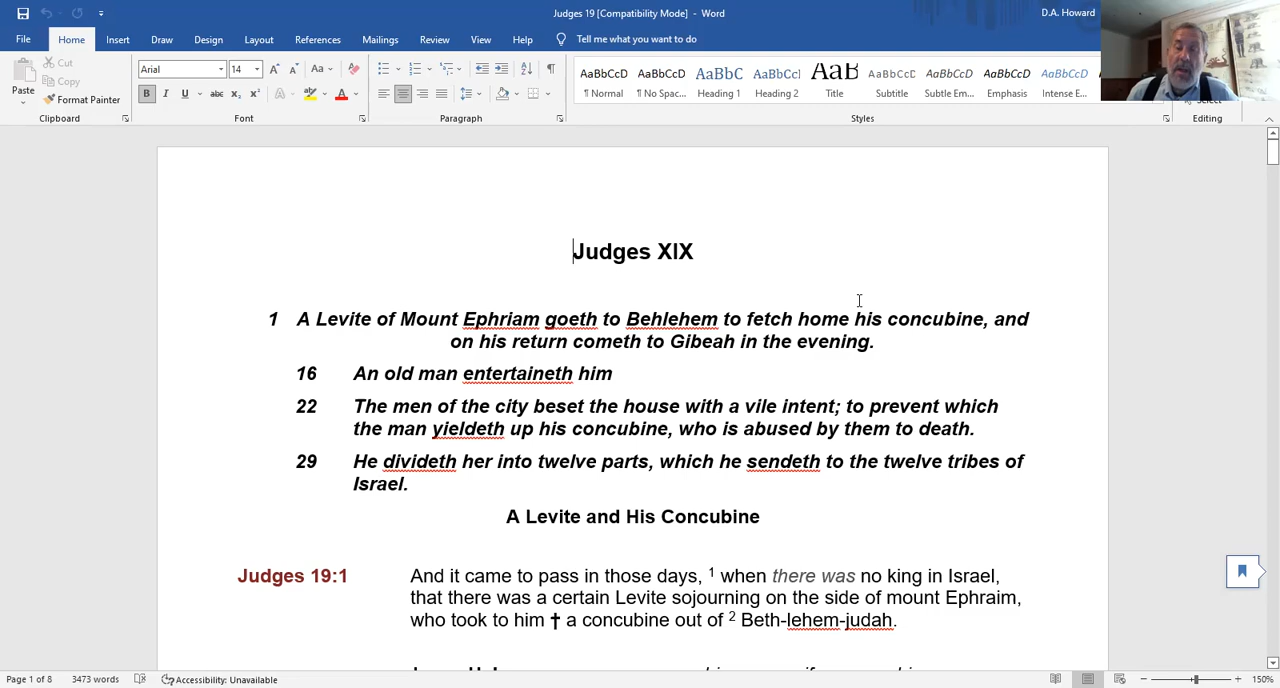 Judges 19 [Compatibility Mode] - Word
D.A. Howard
File Home Insert Draw Design Layout References Mailings Review View Help Tell me what you want to do
Paste
Cut
Copy
Format Painter
Clipboard
Arial 14
Font
Paragraph
AaBbCcD AaBbCcD AaBbC AaBbCcI AaB AaBbCcD AaBbCcD AaBbCcD AaBbCcD
¶ Normal ¶ No Spac... Heading 1 Heading 2 Title Subtitle Subtle Em... Emphasis Intense E...
Styles
Select
Editing
Judges XIX
1 A Levite of Mount Ephriam goeth to Behlehem to fetch home his concubine, and
on his return cometh to Gibeah in the evening.
16 An old man entertaineth him
22 The men of the city beset the house with a vile intent; to prevent which
the man yieldeth up his concubine, who is abused by them to death.
29 He divideth her into twelve parts, which he sendeth to the twelve tribes of
Israel.
A Levite and His Concubine
Judges 19:1 And it came to pass in those days, 1 when there was no king in Israel,
that there was a certain Levite sojourning on the side of mount Ephraim,
who took to him † a concubine out of 2 Beth-lehem-judah.
Page 1 of 8 3473 words Accessibility: Unavailable 150%